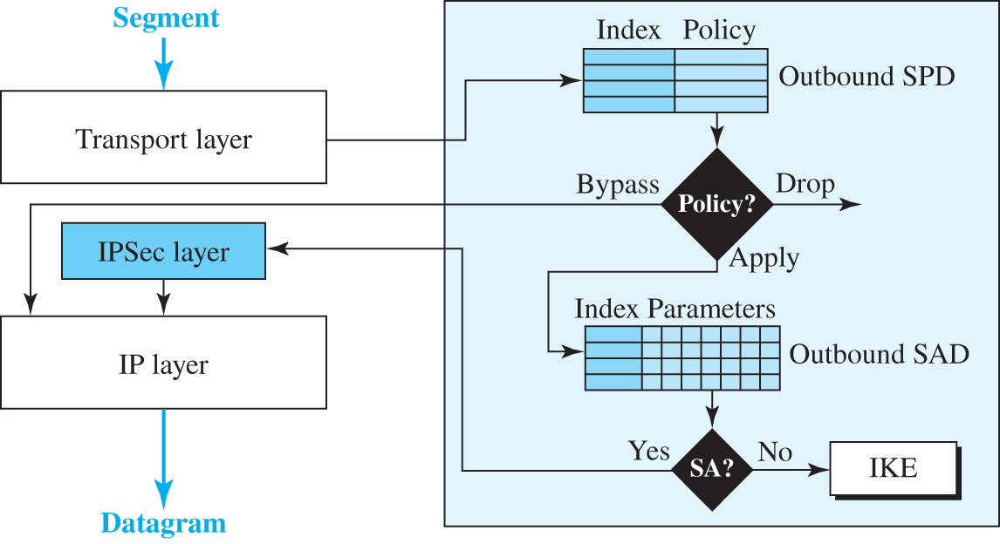 Segment
Transport layer
IPSec layer
IP layer
Datagram
Index Policy
Outbound SPD
Bypass
Policy?
Drop
Apply
Index Parameters
Outbound SAD
Yes
SA?
No
IKE